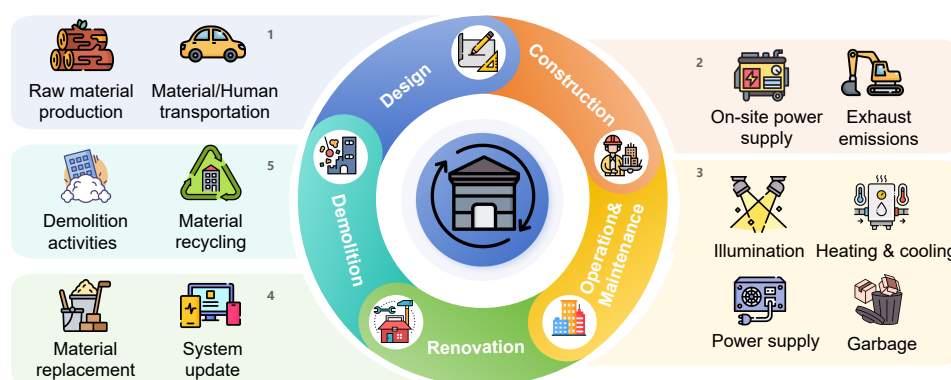 1
Raw material
production
Material/Human
transportation
Design
Construction
2
On-site power
supply
Exhaust
emissions
5
Demolition
activities
Material
recycling
Demolition
Operation&
Maintenance
3
Illumination
Heating & cooling
Power supply
Garbage
4
Material
replacement
System
update
Renovation